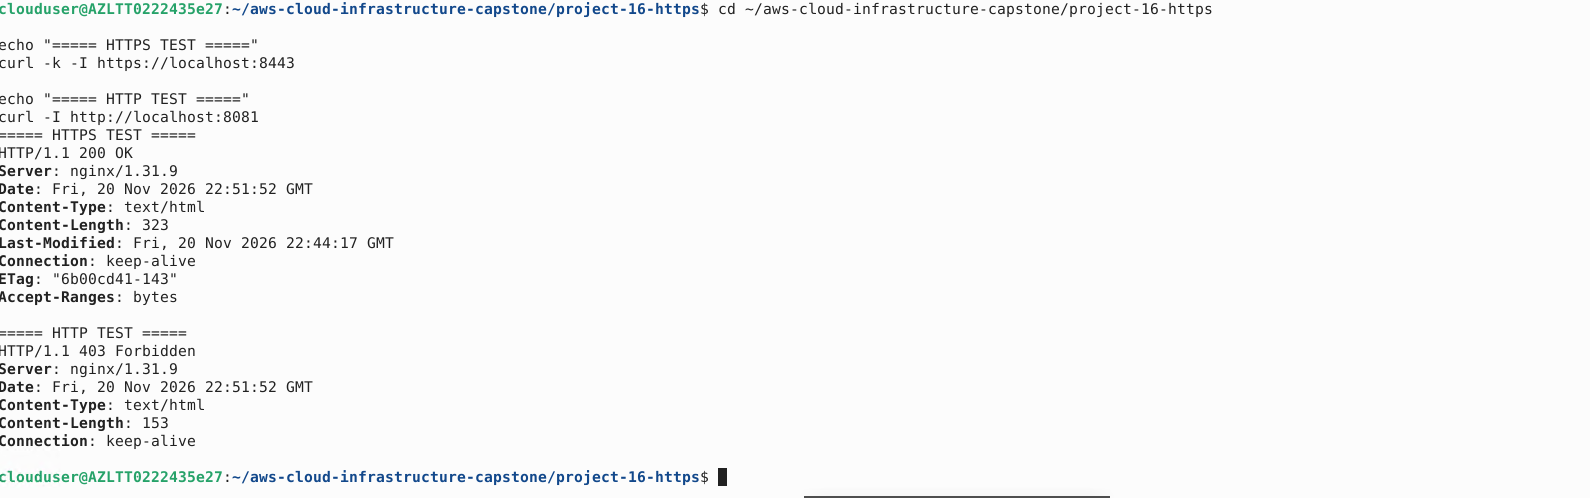 clouduser@AZLTT0222435e27:~/aws-cloud-infrastructure-capstone/project-16-https$ cd ~/aws-cloud-infrastructure-capstone/project-16-https
echo "===== HTTPS TEST ====="
curl -k -I https://localhost:8443
echo "===== HTTP TEST ====="
curl -I http://localhost:8081
===== HTTPS TEST =====
HTTP/1.1 200 OK
Server: nginx/1.31.9
Date: Fri, 20 Nov 2026 22:51:52 GMT
Content-Type: text/html
Content-Length: 323
Last-Modified: Fri, 20 Nov 2026 22:44:17 GMT
Connection: keep-alive
ETag: "6b00cd41-143"
Accept-Ranges: bytes
===== HTTP TEST =====
HTTP/1.1 403 Forbidden
Server: nginx/1.31.9
Date: Fri, 20 Nov 2026 22:51:52 GMT
Content-Type: text/html
Content-Length: 153
Connection: keep-alive
clouduser@AZLTT0222435e27:~/aws-cloud-infrastructure-capstone/project-16-https$